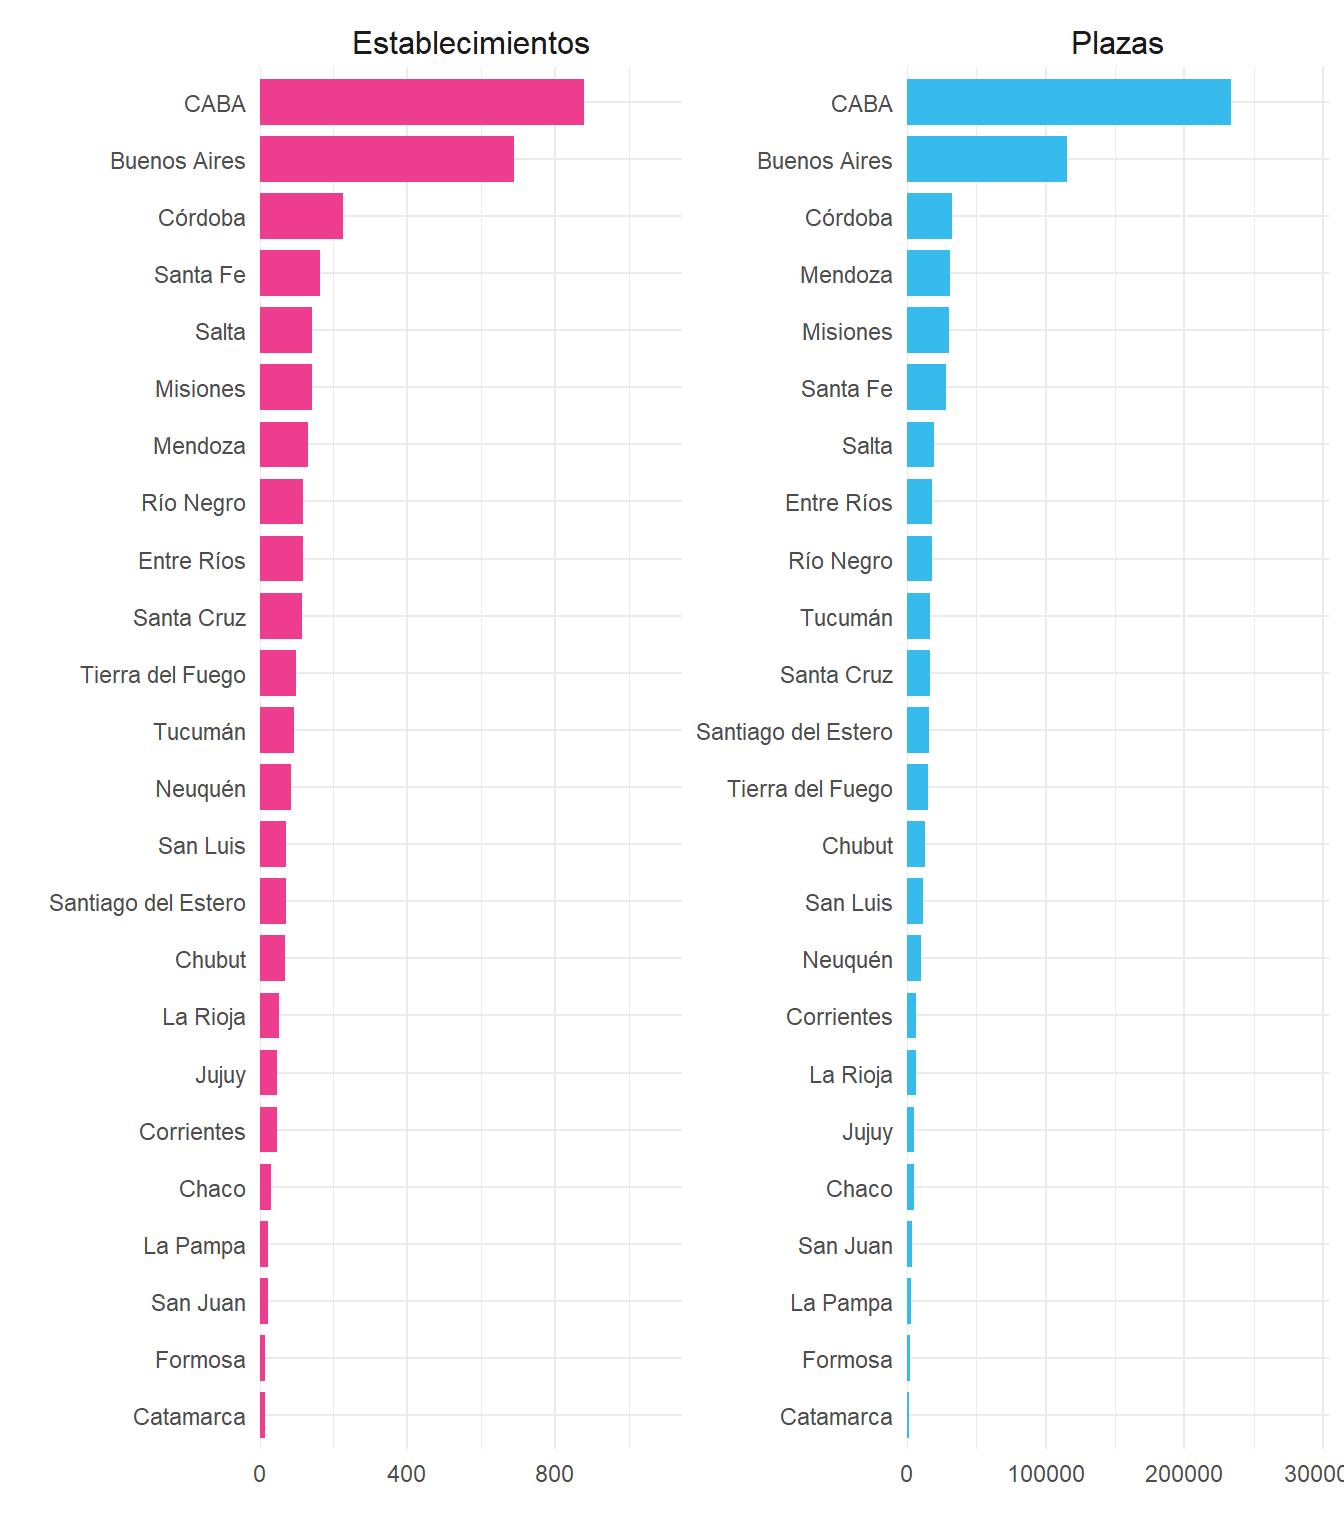 Establecimientos
CABA
Buenos Aires
Córdoba
Santa Fe
Salta
Misiones
Mendoza
Río Negro
Entre Ríos
Santa Cruz
Tierra del Fuego
Tucumán
Neuquén
San Luis
Santiago del Estero
Chubut
La Rioja
Jujuy
Corrientes
Chaco
La Pampa
San Juan
Formosa
Catamarca
0 400 800
Plazas
CABA
Buenos Aires
Córdoba
Mendoza
Misiones
Santa Fe
Salta
Entre Ríos
Río Negro
Tucumán
Santa Cruz
Santiago del Estero
Tierra del Fuego
Chubut
San Luis
Neuquén
Corrientes
La Rioja
Jujuy
Chaco
San Juan
La Pampa
Formosa
Catamarca
0 100000 200000 30000